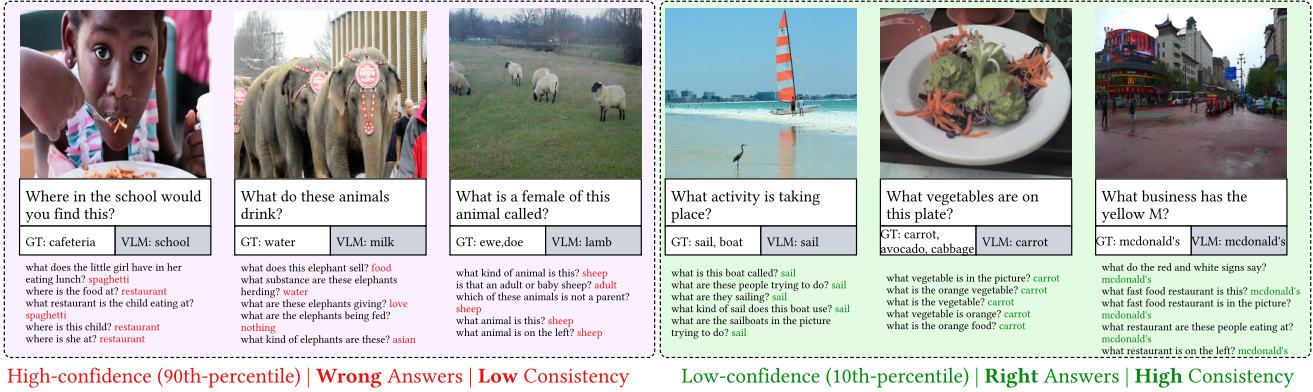 Where in the school would
you find this?
GT: cafeteria
VLM: school
what does the little girl have in her
eating lunch? spaghetti
where is the food at? restaurant
what restaurant is the child eating at?
spaghetti
where is this child? restaurant
where is she at? restaurant
What do these animals
drink?
GT: water
VLM: milk
what does this elephant sell? food
what substance are these elephants
herding? water
what are these elephants giving? love
what are the elephants being fed?
nothing
what kind of elephants are these? asian
What is a female of this
animal called?
GT: ewe,doe
VLM: lamb
what kind of animal is this? sheep
is that an adult or baby sheep? adult
which of these animals is not a parent?
sheep
what animal is this? sheep
what animal is on the left? sheep
High-confidence (90th-percentile) | Wrong Answers | Low Consistency
What activity is taking
place?
GT: sail, boat
VLM: sail
what is this boat called? sail
what are these people trying to do? sail
what are they sailing? sail
what kind of sail does this boat use? sail
what are the sailboats in the picture
trying to do? sail
What vegetables are on
this plate?
GT: carrot,
avocado, cabbage
VLM: carrot
what vegetable is in the picture? carrot
what is the orange vegetable? carrot
what is the vegetable? carrot
what vegetable is orange? carrot
what is the orange food? carrot
What business has the
yellow M?
GT: mcdonald's
VLM: mcdonald's
what do the red and white signs say?
mcdonald's
what fast food restaurant is this? mcdonald's
what fast food restaurant is in the picture?
mcdonald's
what restaurant are these people eating at?
mcdonald's
what restaurant is on the left? mcdonald's
Low-confidence (10th-percentile) | Right Answers | High Consistency